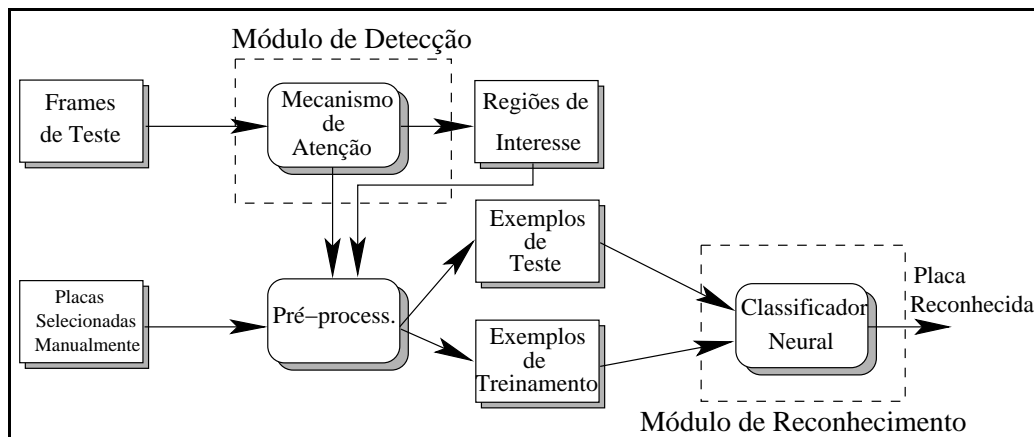 Módulo de Detecção
Frames
de Teste
Mecanismo
de
Atenção
Regiões de
Interesse
Placas
Selecionadas
Manualmente
Pré-process.
Exemplos
de
Teste
Exemplos
de
Treinamento
Classificador
Neural
Placa
Reconhecida
Módulo de Reconhecimento